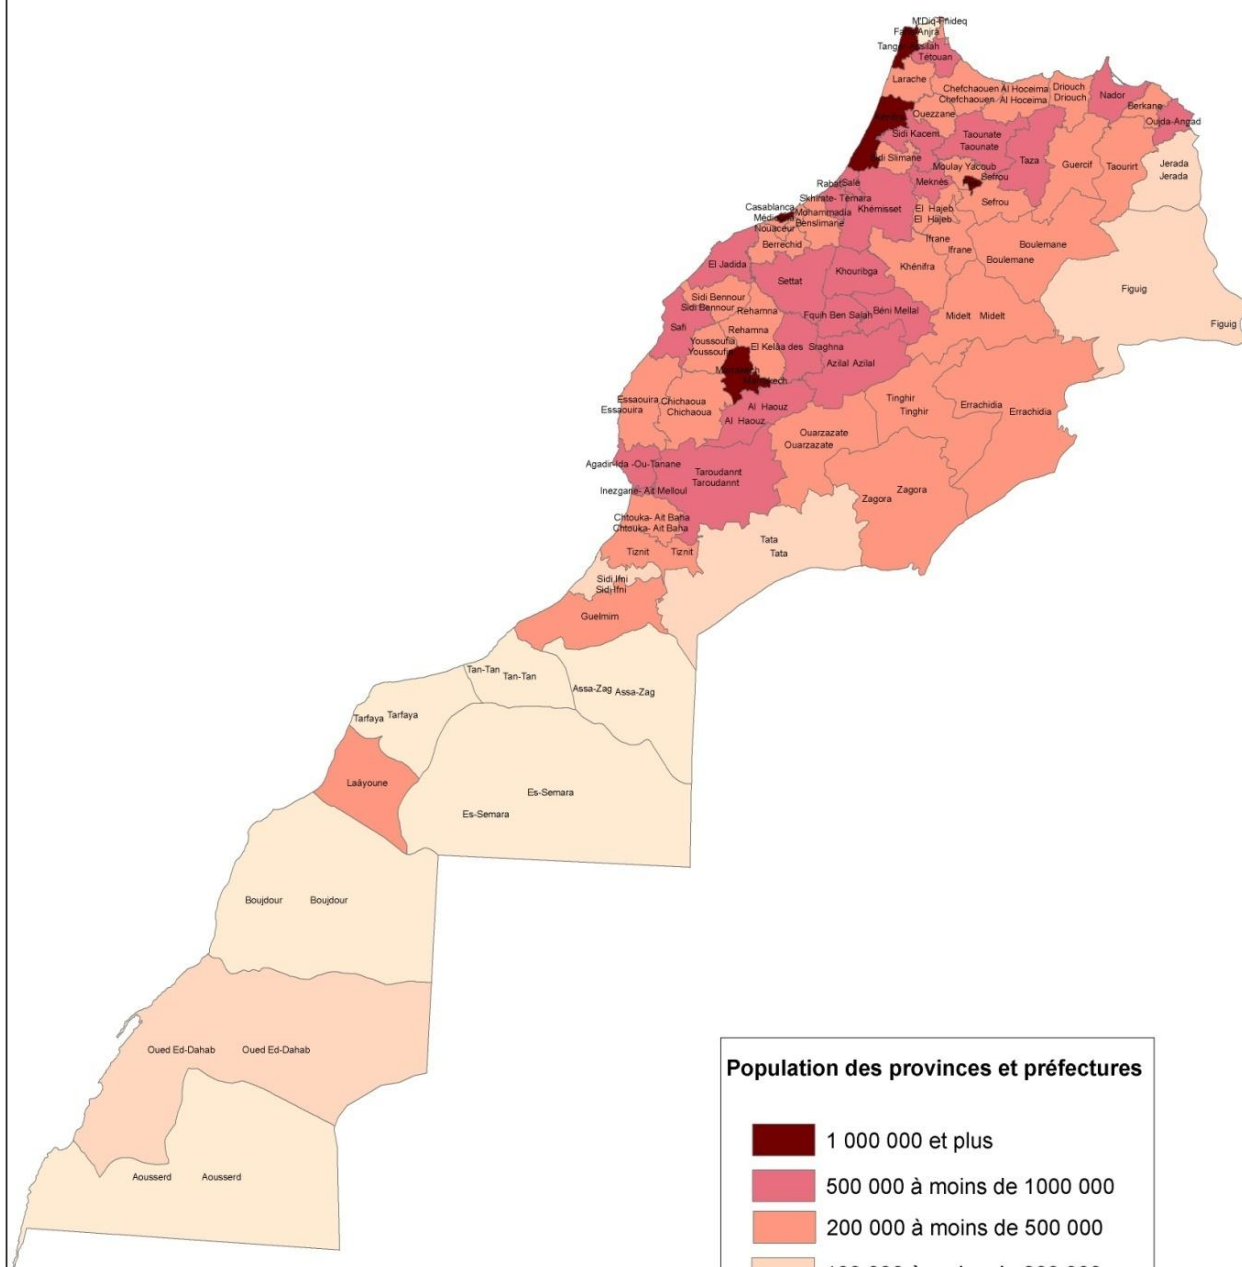 M'Diq-Fnideq
Tétouan
Larache
Chefchaouen
Chefchaouen
Al Hoceima
Al Hoceima
Driouch
Driouch
Nador
Berkane
Oujda-Angad
Ouezzane
Sidi Kacem
Taounate
Taounate
Taza
Guercif
Taourirt
Jerada
Jerada
Sidi Slimane
Moulay Yacoub
Sefrou
Sefrou
Meknès
Rabat
Salé
Skhirate- Témara
Khémisset
Casablanca
Mohammadia
Benslimane
Nouaceur
Berrechid
El Hajeb
El Hajeb
Ifrane
Ifrane
Boulemane
Boulemane
Khénifra
El Jadida
Settat
Khouribga
Figuig
Figuig
Sidi Bennour
Sidi Bennour
Rehamna
Rehamna
Fquih Ben Salah
Béni Mellal
Midelt Midelt
Safi
Youssoufia
Youssoufia
El Kelâa des Sraghna
Azilal Azilal
Marrakech
Marrakech
Essaouira
Essaouira
Chichaoua
Chichaoua
Al Haouz
Al Haouz
Tinghir
Tinghir
Errachidia
Errachidia
Ouarzazate
Ouarzazate
Agadir-Ida -Ou-Tanane
Taroudannt
Taroudannt
Inezgane- Ait Melloul
Zagora
Zagora
Chtouka- Ait Baha
Chtouka- Ait Baha
Tiznit Tiznit
Tata
Tata
Sidi Ifni
Sidi Ifni
Guelmim
Tan-Tan
Tan-Tan
Assa-Zag Assa-Zag
Tarfaya Tarfaya
Laâyoune
Es-Semara
Es-Semara
Boujdour Boujdour
Oued Ed-Dahab Oued Ed-Dahab
Aousserd Aousserd
Population des provinces et préfectures
1 000 000 et plus
500 000 à moins de 1000 000
200 000 à moins de 500 000